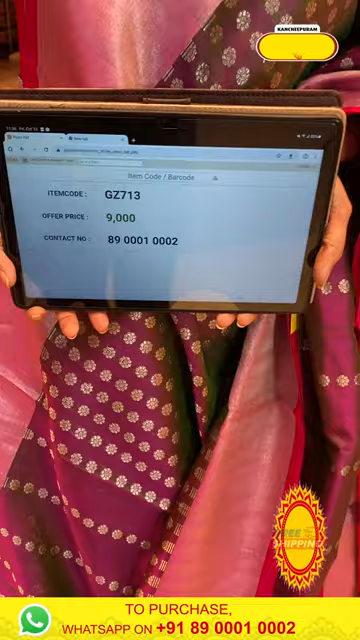 KANCHEEPURAM
Item Code / Barcode
ITEMCODE : GZ713
OFFER PRICE : 9,000
CONTACT NO : 89 0001 0002
FREE
SHIPPING
TO PURCHASE,
WHATSAPP ON +91 89 0001 0002